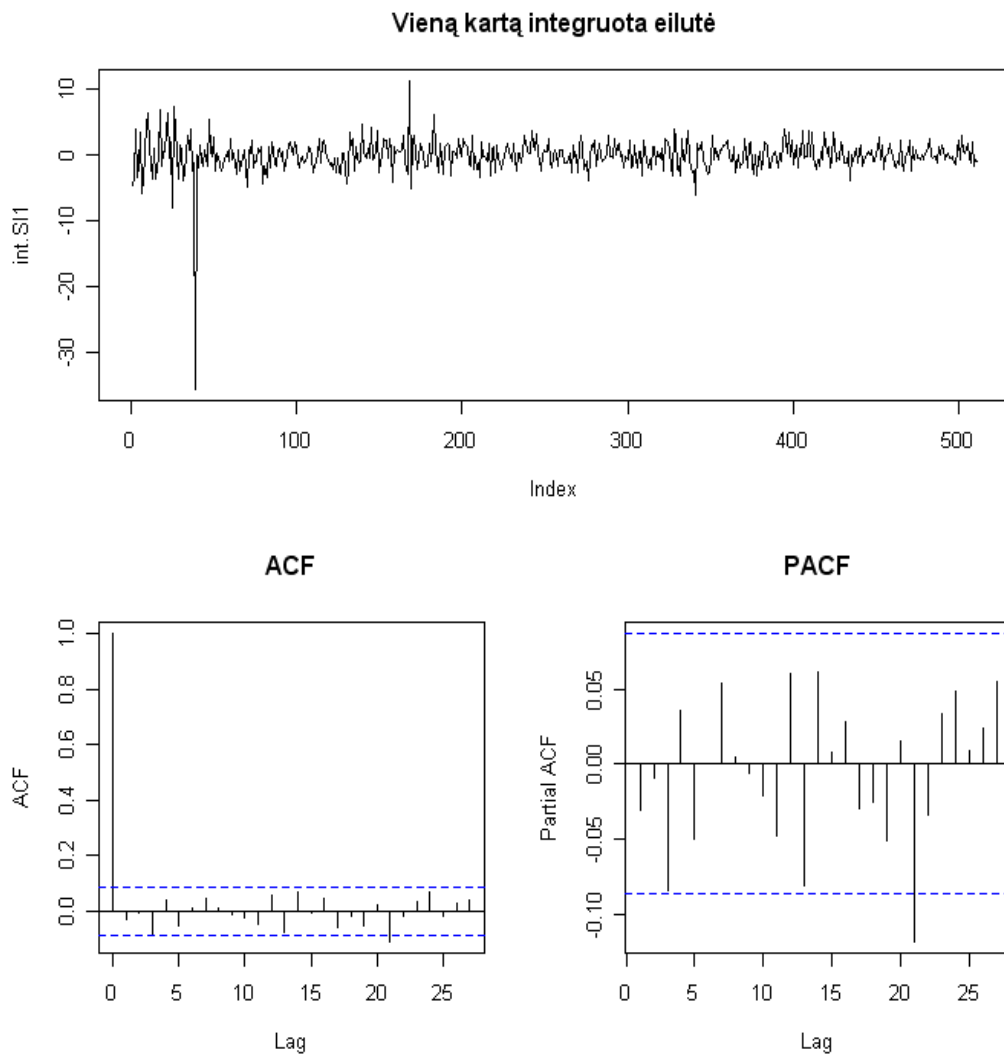 Vieną kartą integruota eilutė
10
0
-10
-20
-30
int.SI1
0 100 200 300 400 500
Index
ACF
1.0
0.8
0.6
0.4
0.2
0.0
ACF
0 5 10 15 20 25
Lag
PACF
0.05
0.00
-0.05
-0.10
Partial ACF
0 5 10 15 20 25
Lag